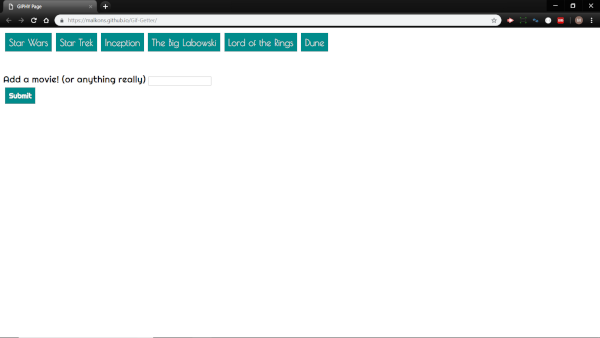 GIPHY Page
https://malkons.github.io/Gif-Getter/
Star Wars Star Trek Inception The Big Labowski Lord of the Rings Dune
Add a movie! (or anything really)
Submit